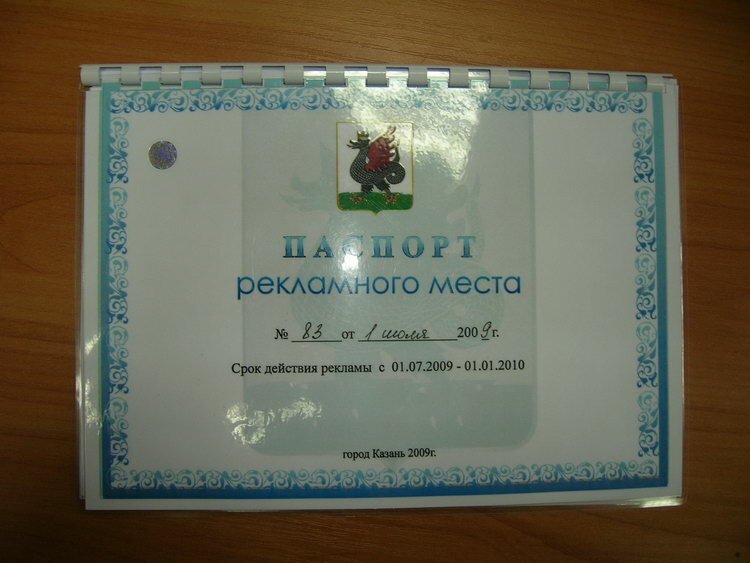 ПАСПОРТ
рекламного места
№ 83 от 1 июля 2009 г.
Срок действия рекламы с 01.07.2009 - 01.01.2010
город Казань 2009г.